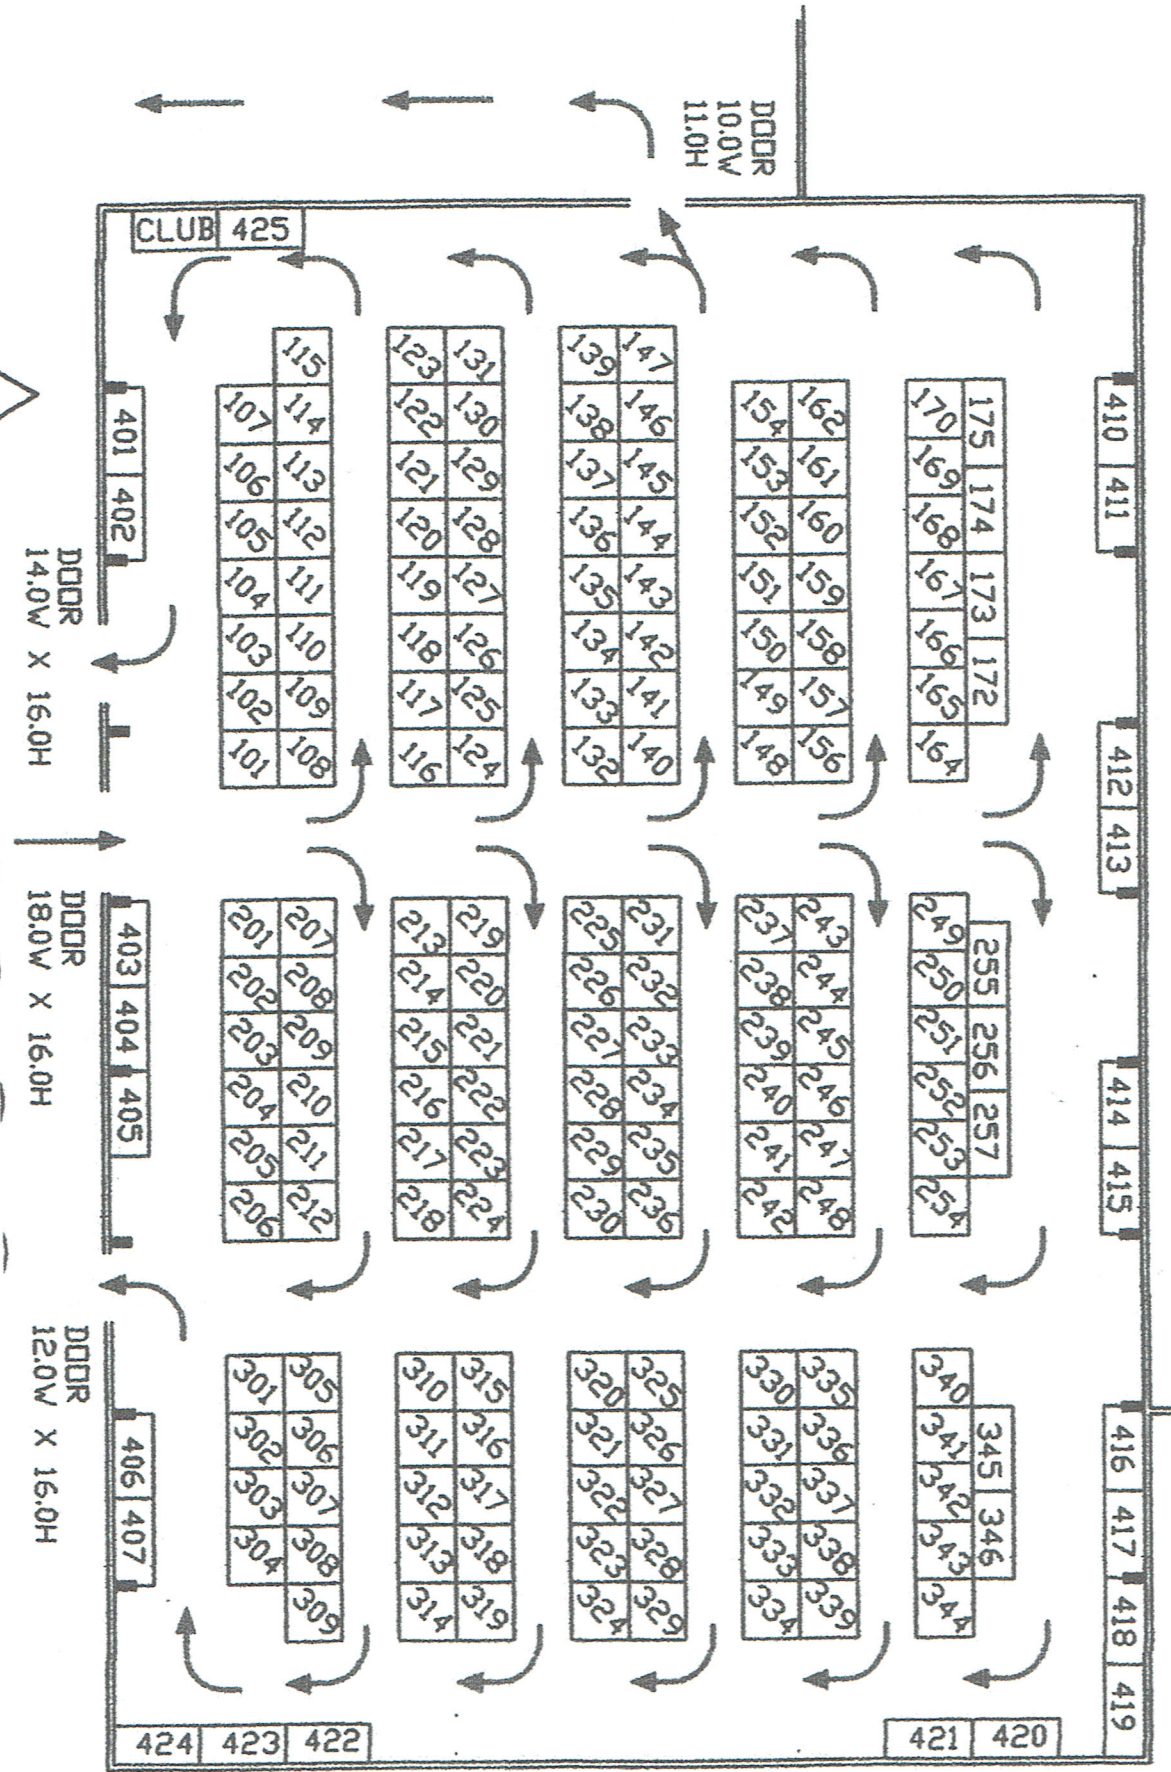 410 411 412 413 414 415 416 417 418 419
175 174 173 172 255 256 257 345 346 420
170 169 168 167 166 165 164 249 250 251 252 253 254 340 341 342 343 344 421
162 161 160 159 158 157 156 243 244 245 246 247 248 335 336 337 338 339
154 153 152 151 150 149 148 237 238 239 240 241 242 330 331 332 333 334
DOOR
10.0W
11.0H
147 146 145 144 143 142 141 140 231 232 233 234 235 236 325 326 327 328 329
139 138 137 136 135 134 133 132 225 226 227 228 229 230 320 321 322 323 324
131 130 129 128 127 126 125 124 219 220 221 222 223 224 315 316 317 318 319
123 122 121 120 119 118 117 116 213 214 215 216 217 218 310 311 312 313 314
115 114 113 112 111 110 109 108 207 208 209 210 211 212 305 306 307 308 309 422
425 107 106 105 104 103 102 101 201 202 203 204 205 206 301 302 303 304 423
CLUB 401 402 403 404 405 406 407 424
DOOR
14.0W X 16.0H
DOOR
18.0W X 16.0H
DOOR
12.0W X 16.0H